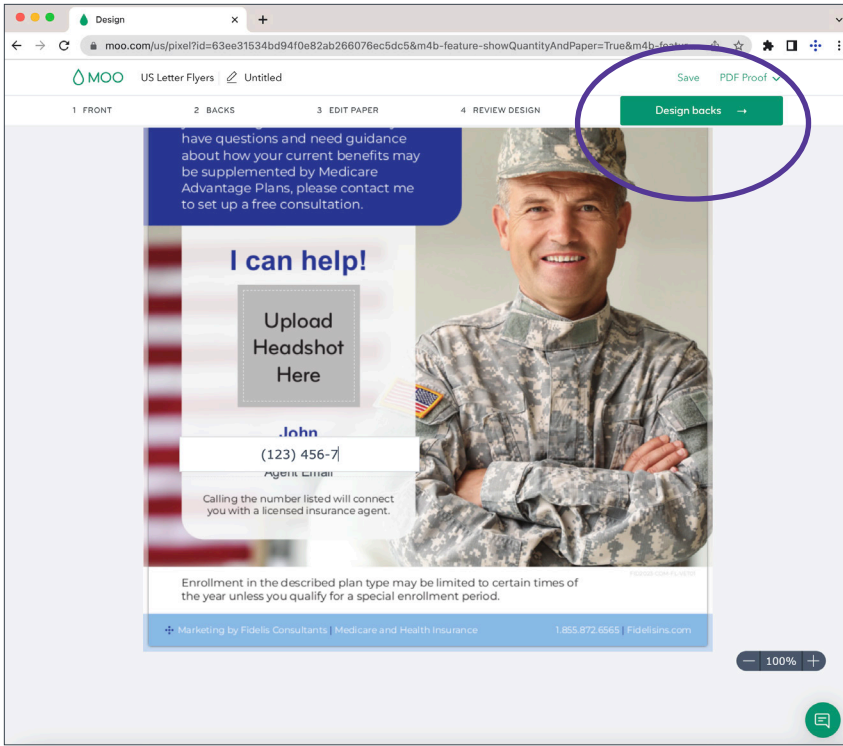 Design
moo.com/us/pixel?id=63ee31534bd94f0e82ab266076ec5dc5&m4b-feature-showQuantityAndPaper=True&m4b-featur
MOO US Letter Flyers Untitled Save PDF Proof
1 FRONT 2 BACKS 3 EDIT PAPER 4 REVIEW DESIGN Design backs →
have questions and need guidance
about how your current benefits may
be supplemented by Medicare
Advantage Plans, please contact me
to set up a free consultation.
I can help!
Upload
Headshot
Here
John
(123) 456-7
Agent Email
Calling the number listed will connect
you with a licensed insurance agent.
Enrollment in the described plan type may be limited to certain times of
the year unless you qualify for a special enrollment period.
Marketing by Fidelis Consultants | Medicare and Health Insurance 1.855.872.6565 | Fidelisins.com
100%